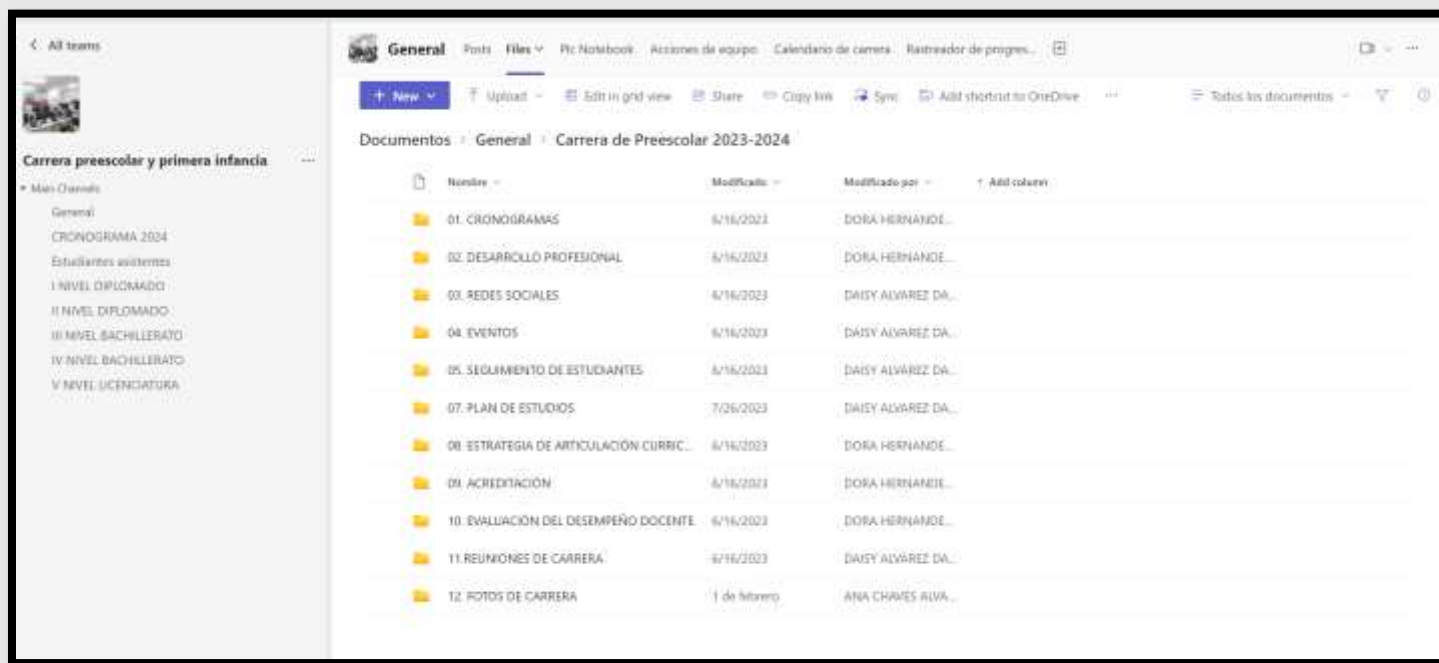 All teams
Carrera preescolar y primera infancia ...
Main Channels
General
CRONOGRAMA 2024
Estudiantes asistentes
I NIVEL DIPLOMADO
II NIVEL DIPLOMADO
III NIVEL BACHILLERATO
IV NIVEL BACHILLERATO
V NIVEL LICENCIATURA
General Posts Files Plc Notebook Acciones de equipo Calendario de carrera Rastreador de progres...
+ New Upload Edit in grid view Share Copy link Sync Add shortcut to OneDrive ... Todos los documentos
Documentos > General > Carrera de Preescolar 2023-2024
Nombre Modificado Modificado por + Add column
01. CRONOGRAMAS 6/16/2023 DORA HERNANDE...
02. DESARROLLO PROFESIONAL 6/16/2023 DORA HERNANDE...
03. REDES SOCIALES 6/16/2023 DAISY ALVAREZ DA...
04. EVENTOS 6/16/2023 DAISY ALVAREZ DA...
05. SEGUIMIENTO DE ESTUDIANTES 6/16/2023 DAISY ALVAREZ DA...
07. PLAN DE ESTUDIOS 7/26/2023 DAISY ALVAREZ DA...
08. ESTRATEGIA DE ARTICULACIÓN CURRIC... 6/16/2023 DORA HERNANDE...
09. ACREDITACIÓN 6/16/2023 DORA HERNANDE...
10. EVALUACIÓN DEL DESEMPEÑO DOCENTE 6/16/2023 DORA HERNANDE...
11.REUNIONES DE CARRERA 6/16/2023 DAISY ALVAREZ DA...
12. FOTOS DE CARRERA 1 de febrero ANA CHAVES ALVA...